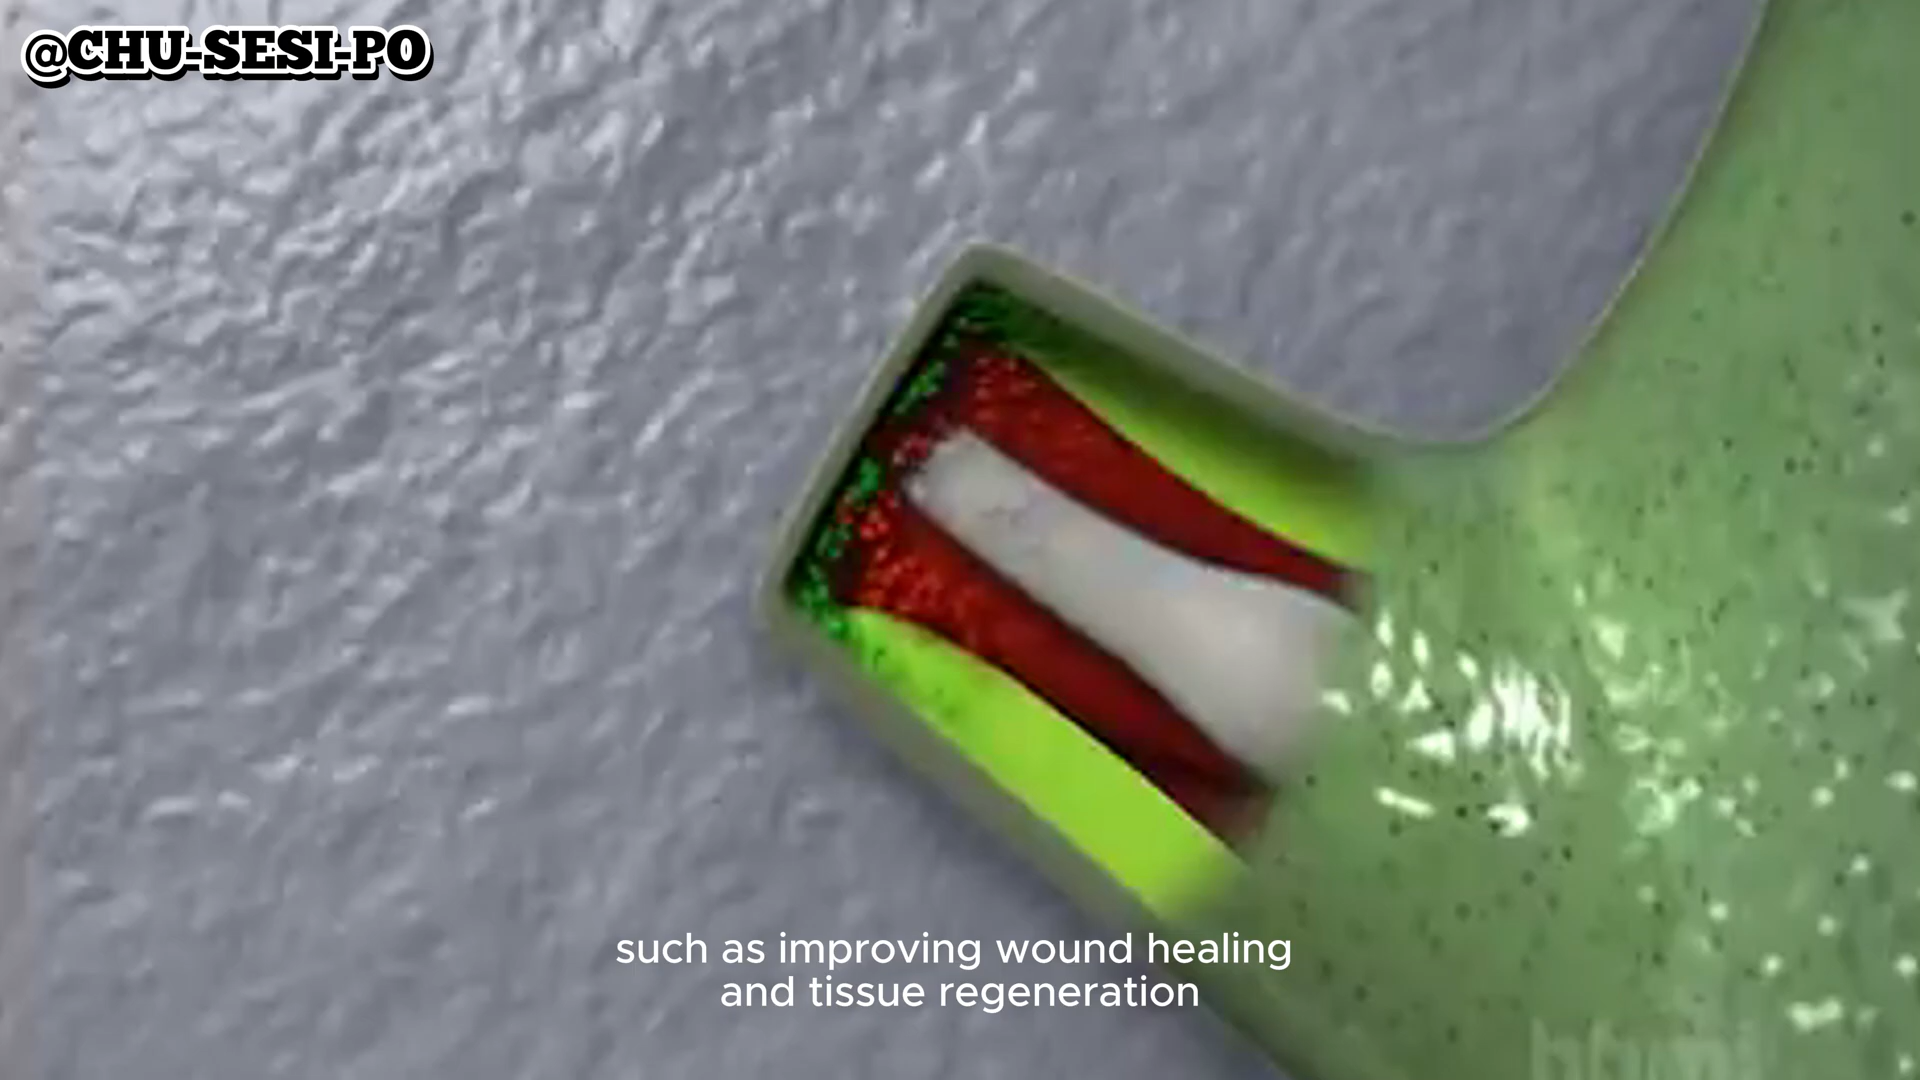 @CHU-SESI-PO
such as improving wound healing
and tissue regeneration